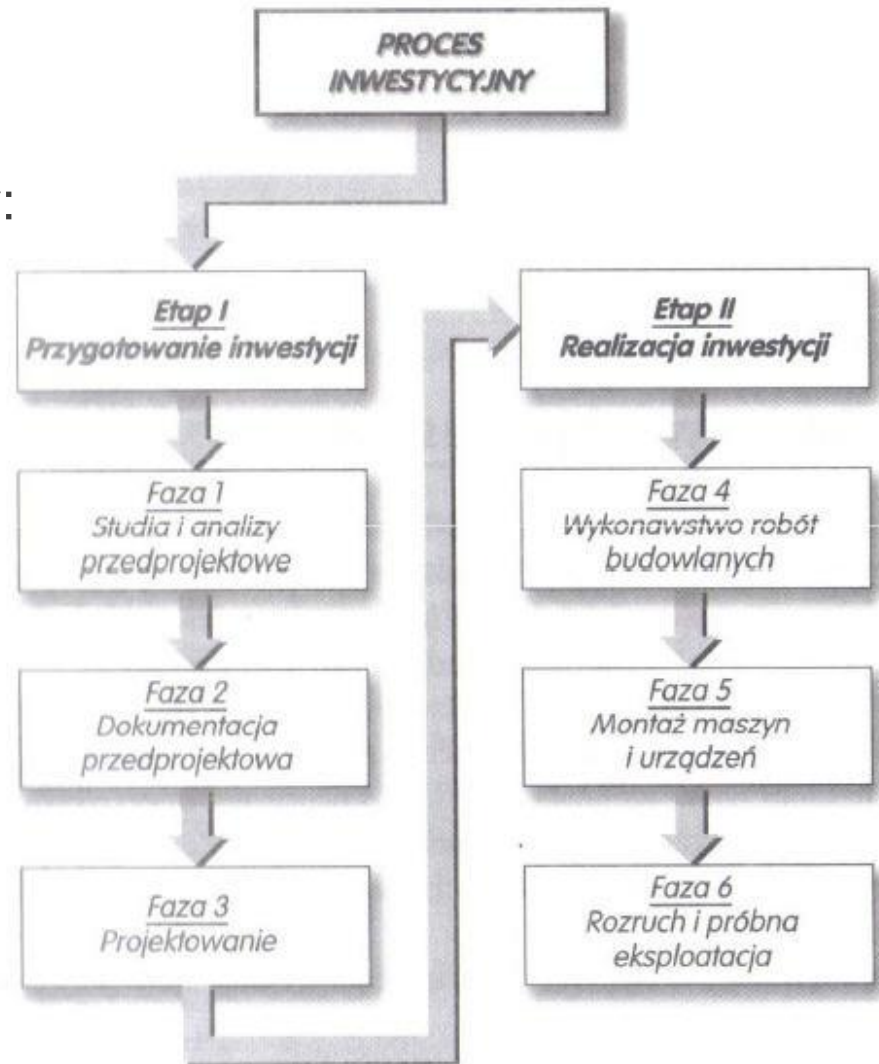 PROCES
INWESTYCYJNY
:
Etap I
Przygotowanie inwestycji
Faza 1
Studia i analizy
przedprojektowe
Faza 2
Dokumentacja
przedprojektowa
Faza 3
Projektowanie
Etap II
Realizacja inwestycji
Faza 4
Wykonawstwo robót
budowlanych
Faza 5
Montaż maszyn
i urządzeń
Faza 6
Rozruch i próbna
eksploatacja